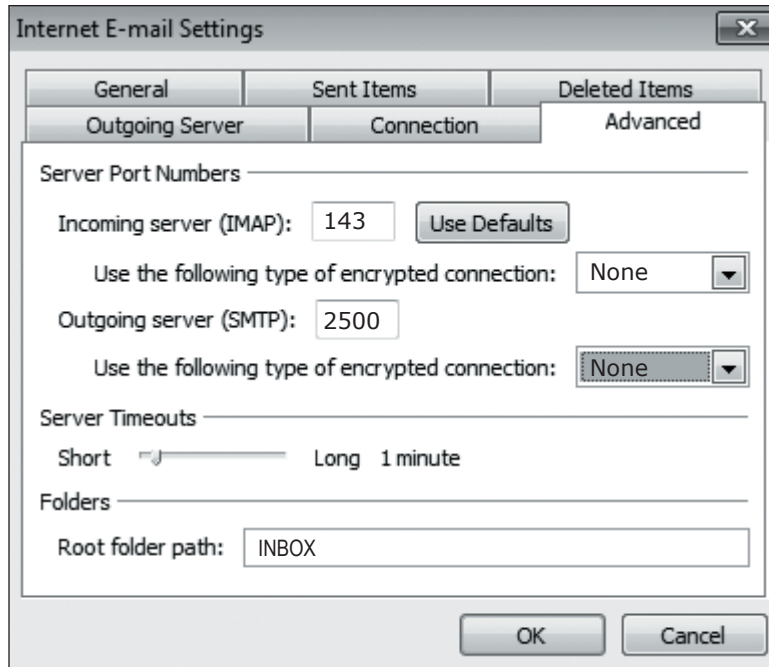 Internet E-mail Settings
General Sent Items Deleted Items
Outgoing Server Connection Advanced
Server Port Numbers
Incoming server (IMAP): 143 Use Defaults
Use the following type of encrypted connection: None
Outgoing server (SMTP): 2500
Use the following type of encrypted connection: None
Server Timeouts
Short Long 1 minute
Folders
Root folder path: INBOX
OK Cancel